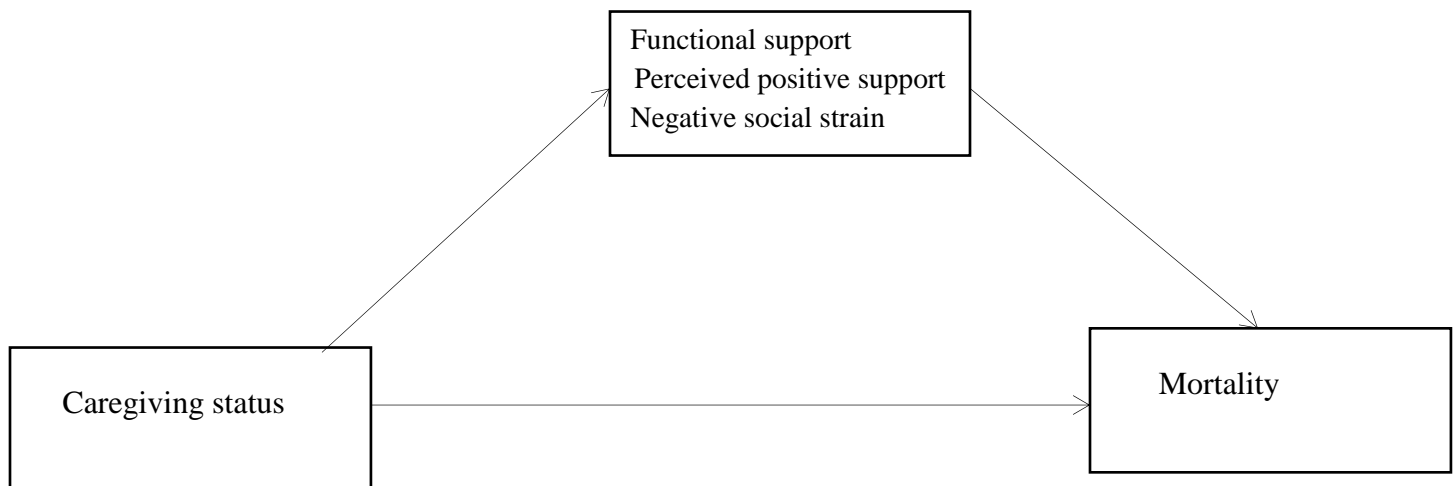 Functional support
Perceived positive support
Negative social strain
Caregiving status
Mortality